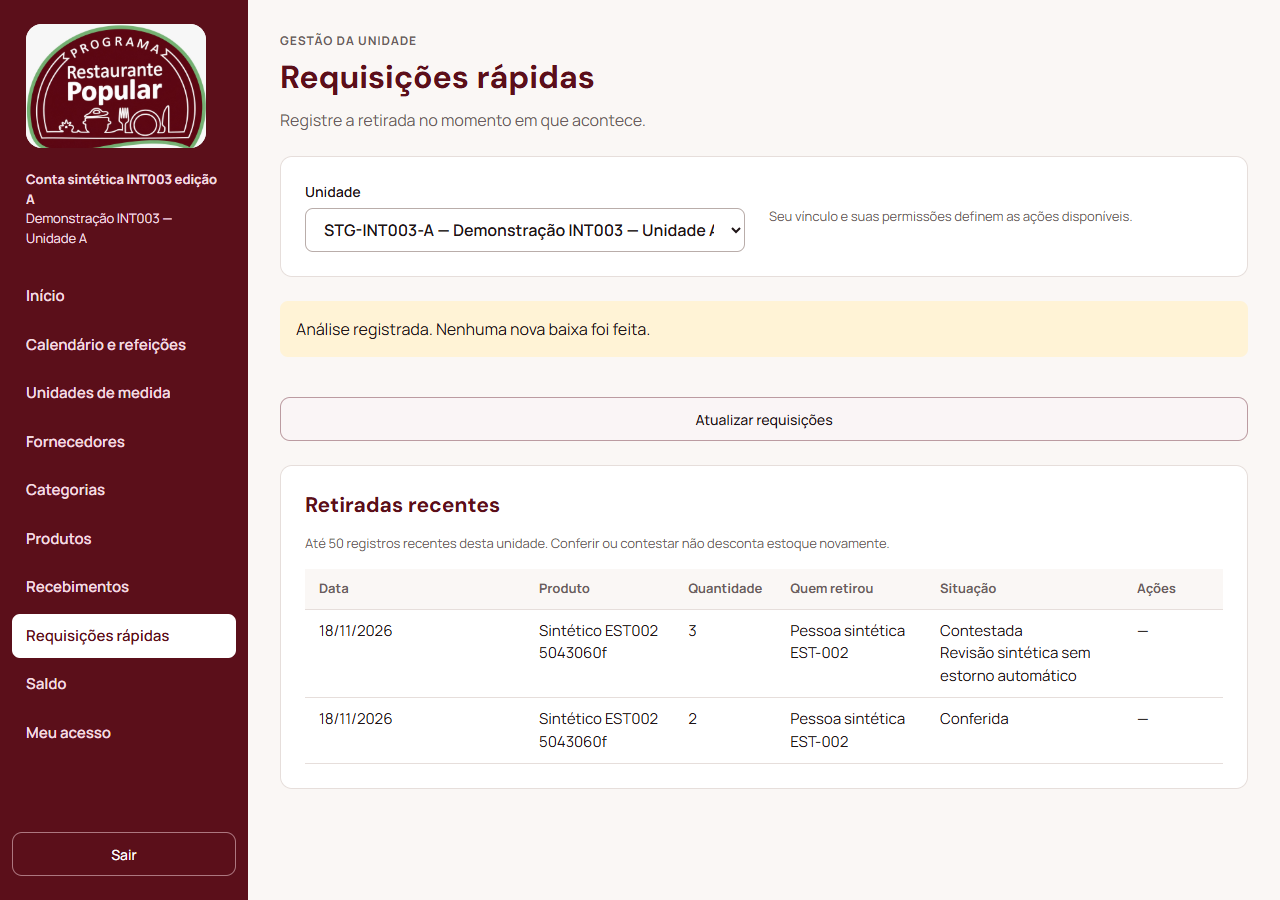 PROGRAMA
Restaurante
Popular
Conta sintética INT003 edição
A
Demonstração INT003 —
Unidade A
Início
Calendário e refeições
Unidades de medida
Fornecedores
Categorias
Produtos
Recebimentos
Requisições rápidas
Saldo
Meu acesso
Sair
GESTÃO DA UNIDADE
Requisições rápidas
Registre a retirada no momento em que acontece.
Unidade
STG-INT003-A — Demonstração INT003 — Unidade A
Seu vínculo e suas permissões definem as ações disponíveis.
Análise registrada. Nenhuma nova baixa foi feita.
Atualizar requisições
Retiradas recentes
Até 50 registros recentes desta unidade. Conferir ou contestar não desconta estoque novamente.
Data Produto Quantidade Quem retirou Situação Ações
18/11/2026 Sintético EST002 3 Pessoa sintética Contestada —
5043060f EST-002 Revisão sintética sem
estorno automático
18/11/2026 Sintético EST002 2 Pessoa sintética Conferida —
5043060f EST-002